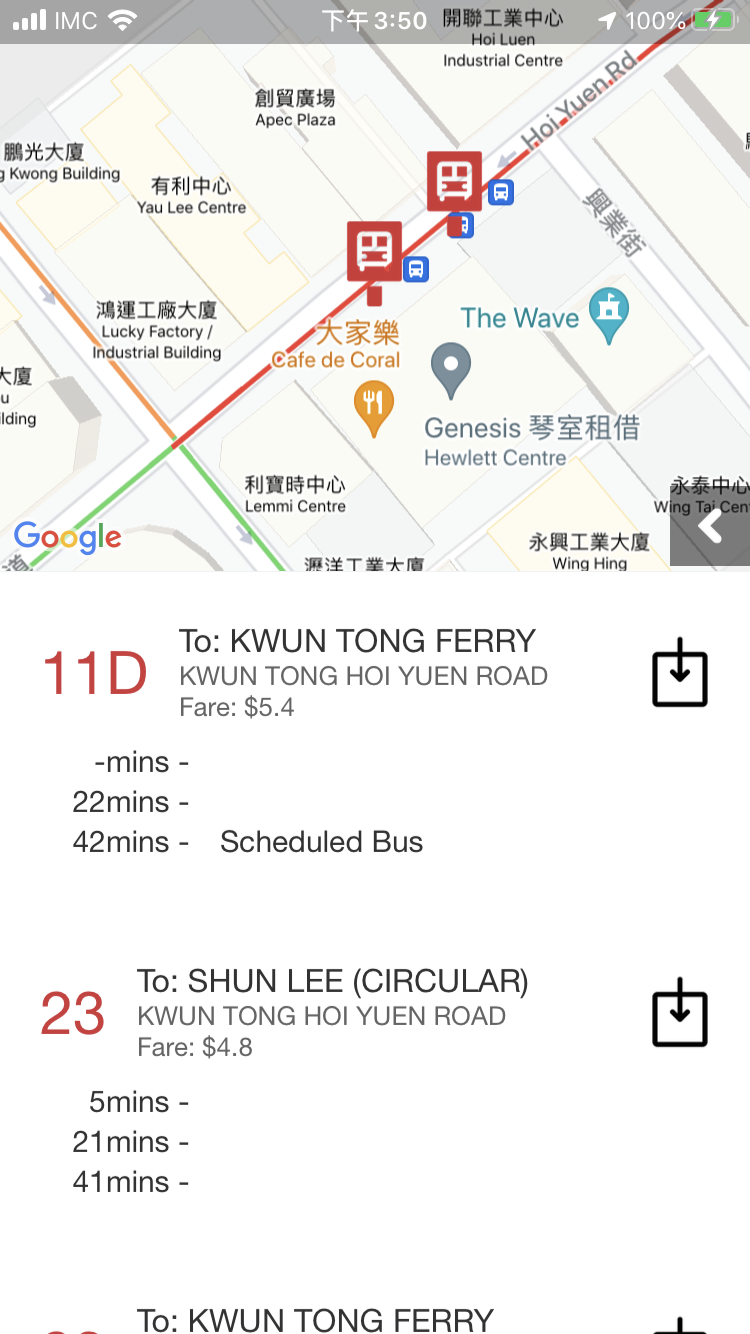 IMC 下午 3:50 100%
開聯工業中心
Hoi Luen
Industrial Centre
Hoi Yuen Rd
創貿廣場
Apec Plaza
鵬光大廈
g Kwong Building
有利中心
Yau Lee Centre
興業街
鴻運工廠大廈
Lucky Factory /
Industrial Building
The Wave
大家樂
Cafe de Coral
大廈
u
ilding
Genesis 琴室租借
Hewlett Centre
利寶時中心
Lemmi Centre
永泰中心
Wing Tai Cen
Google
永興工業大廈
Wing Hing
瀝洋工業大廈
道
11D
To: KWUN TONG FERRY
KWUN TONG HOI YUEN ROAD
Fare: $5.4
-mins -
22mins -
42mins - Scheduled Bus
23
To: SHUN LEE (CIRCULAR)
KWUN TONG HOI YUEN ROAD
Fare: $4.8
5mins -
21mins -
41mins -
To: KWUN TONG FERRY